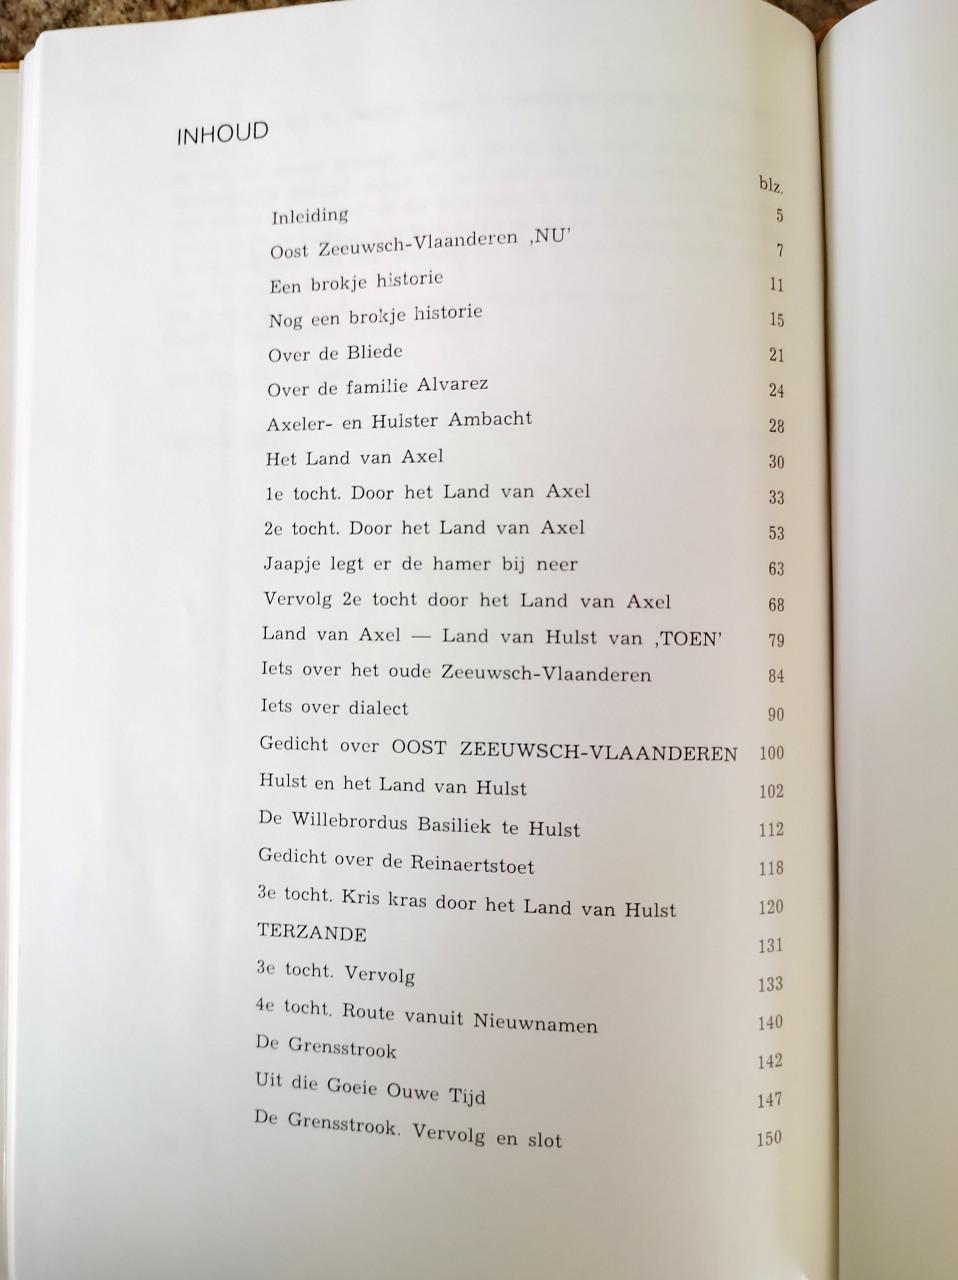 INHOUD
blz.
Inleiding 5
Oost Zeeuwsch-Vlaanderen ‚NU’ 7
Een brokje historie 11
Nog een brokje historie 15
Over de Bliede 21
Over de familie Alvarez 24
Axeler- en Hulster Ambacht 28
Het Land van Axel 30
1e tocht. Door het Land van Axel 33
2e tocht. Door het Land van Axel 53
Jaapje legt er de hamer bij neer 63
Vervolg 2e tocht door het Land van Axel 68
Land van Axel — Land van Hulst van ‚TOEN’ 79
Iets over het oude Zeeuwsch-Vlaanderen 84
Iets over dialect 90
Gedicht over OOST ZEEUWSCH-VLAANDEREN 100
Hulst en het Land van Hulst 102
De Willebrordus Basiliek te Hulst 112
Gedicht over de Reinaertstoet 118
3e tocht. Kris kras door het Land van Hulst 120
TERZANDE 131
3e tocht. Vervolg 133
4e tocht. Route vanuit Nieuwnamen 140
De Grensstrook 142
Uit die Goeie Ouwe Tijd 147
De Grensstrook. Vervolg en slot 150